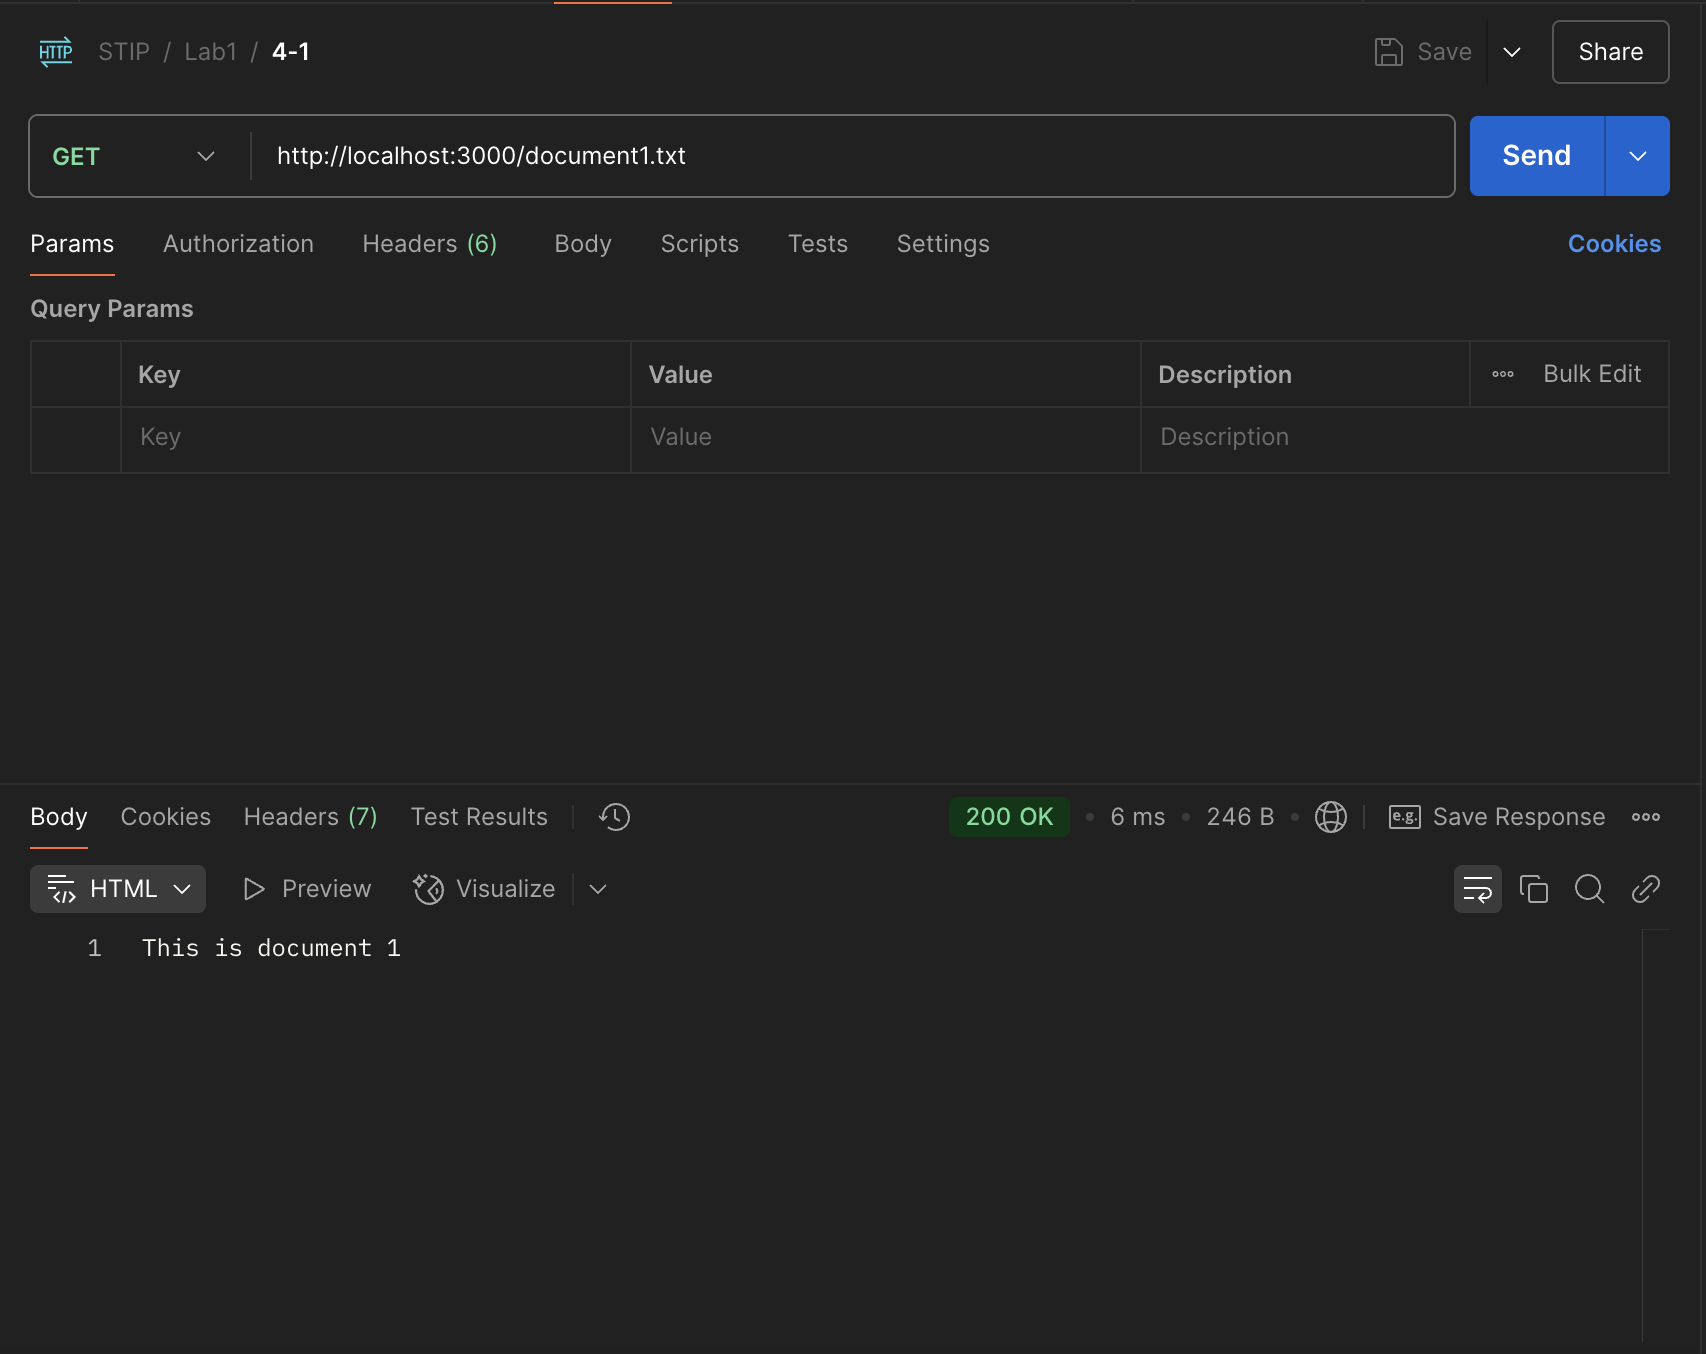 HTTP STIP / Lab1 / 4-1 Save Share
GET http://localhost:3000/document1.txt Send
Params Authorization Headers (6) Body Scripts Tests Settings Cookies
Query Params
Key Value Description Bulk Edit
Key Value Description
Body Cookies Headers (7) Test Results 200 OK • 6 ms • 246 B • e.g. Save Response
HTML Preview Visualize
1 This is document 1